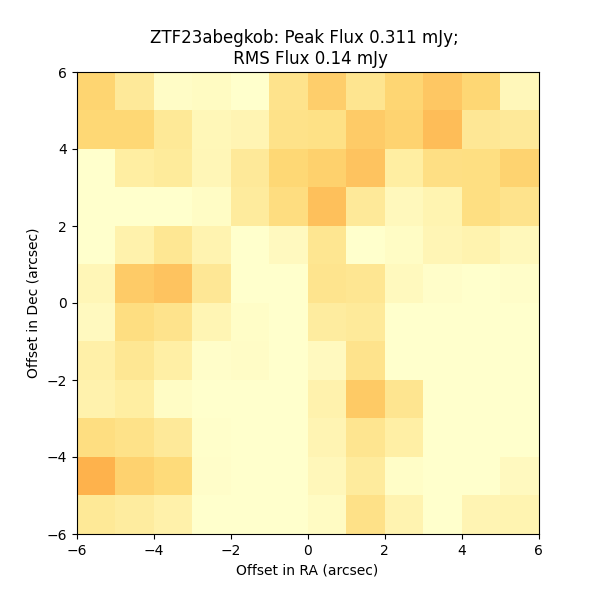 ZTF23abegkob: Peak Flux 0.311 mJy;
RMS Flux 0.14 mJy
6
4
2
0
−2
−4
−6
Offset in Dec (arcsec)
−6 −4 −2 0 2 4 6
Offset in RA (arcsec)